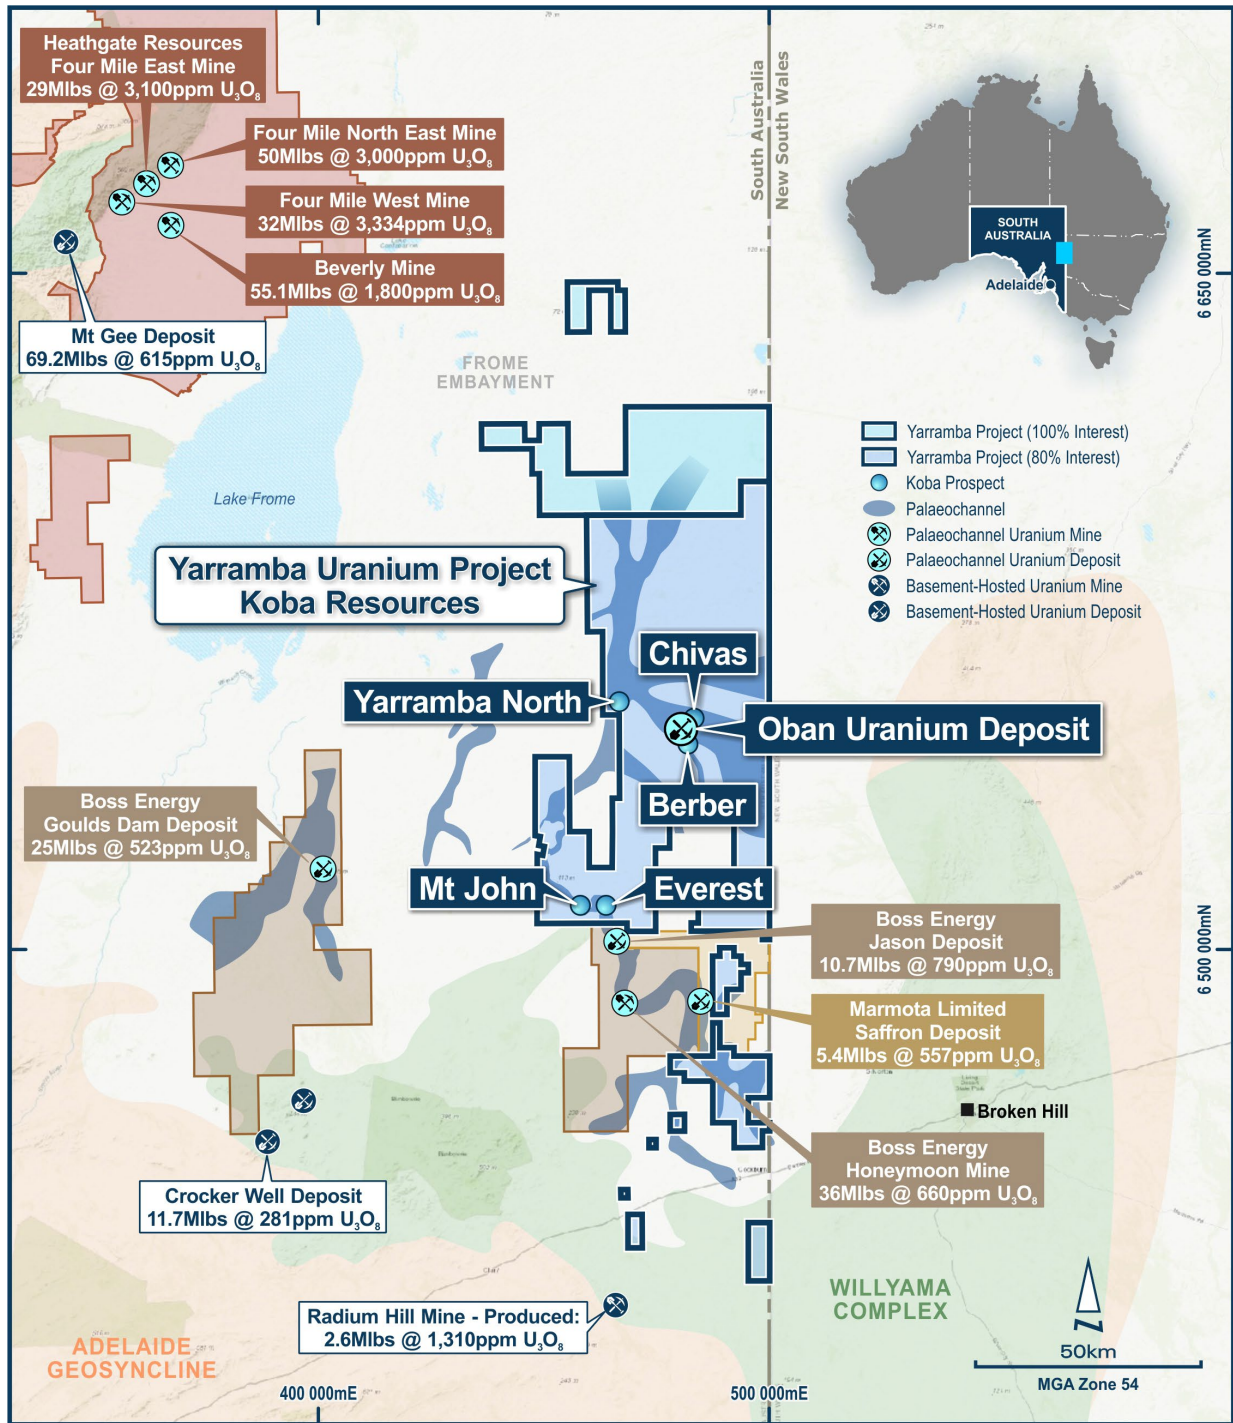 Heathgate Resources
Four Mile East Mine
29Mlbs @ 3,100ppm U₃O₈
Four Mile North East Mine
50Mlbs @ 3,000ppm U₃O₈
Four Mile West Mine
32Mlbs @ 3,334ppm U₃O₈
Beverly Mine
55.1Mlbs @ 1,800ppm U₃O₈
Mt Gee Deposit
69.2Mlbs @ 615ppm U₃O₈
South Australia
New South Wales
SOUTH
AUSTRALIA
Adelaide
6 650 000mN
FROME
EMBAYMENT
Lake Frome
Yarramba Project (100% Interest)
Yarramba Project (80% Interest)
Koba Prospect
Palaeochannel
Palaeochannel Uranium Mine
Palaeochannel Uranium Deposit
Basement-Hosted Uranium Mine
Basement-Hosted Uranium Deposit
Yarramba Uranium Project
Koba Resources
Chivas
Yarramba North
Oban Uranium Deposit
Berber
Boss Energy
Goulds Dam Deposit
25Mlbs @ 523ppm U₃O₈
Mt John
Everest
Boss Energy
Jason Deposit
10.7Mlbs @ 790ppm U₃O₈
6 500 000mN
Marmota Limited
Saffron Deposit
5.4Mlbs @ 557ppm U₃O₈
Broken Hill
Boss Energy
Honeymoon Mine
36Mlbs @ 660ppm U₃O₈
Crocker Well Deposit
11.7Mlbs @ 281ppm U₃O₈
Radium Hill Mine - Produced:
2.6Mlbs @ 1,310ppm U₃O₈
WILLYAMA
COMPLEX
ADELAIDE
GEOSYNCLINE
N
50km
MGA Zone 54
400 000mE
500 000mE